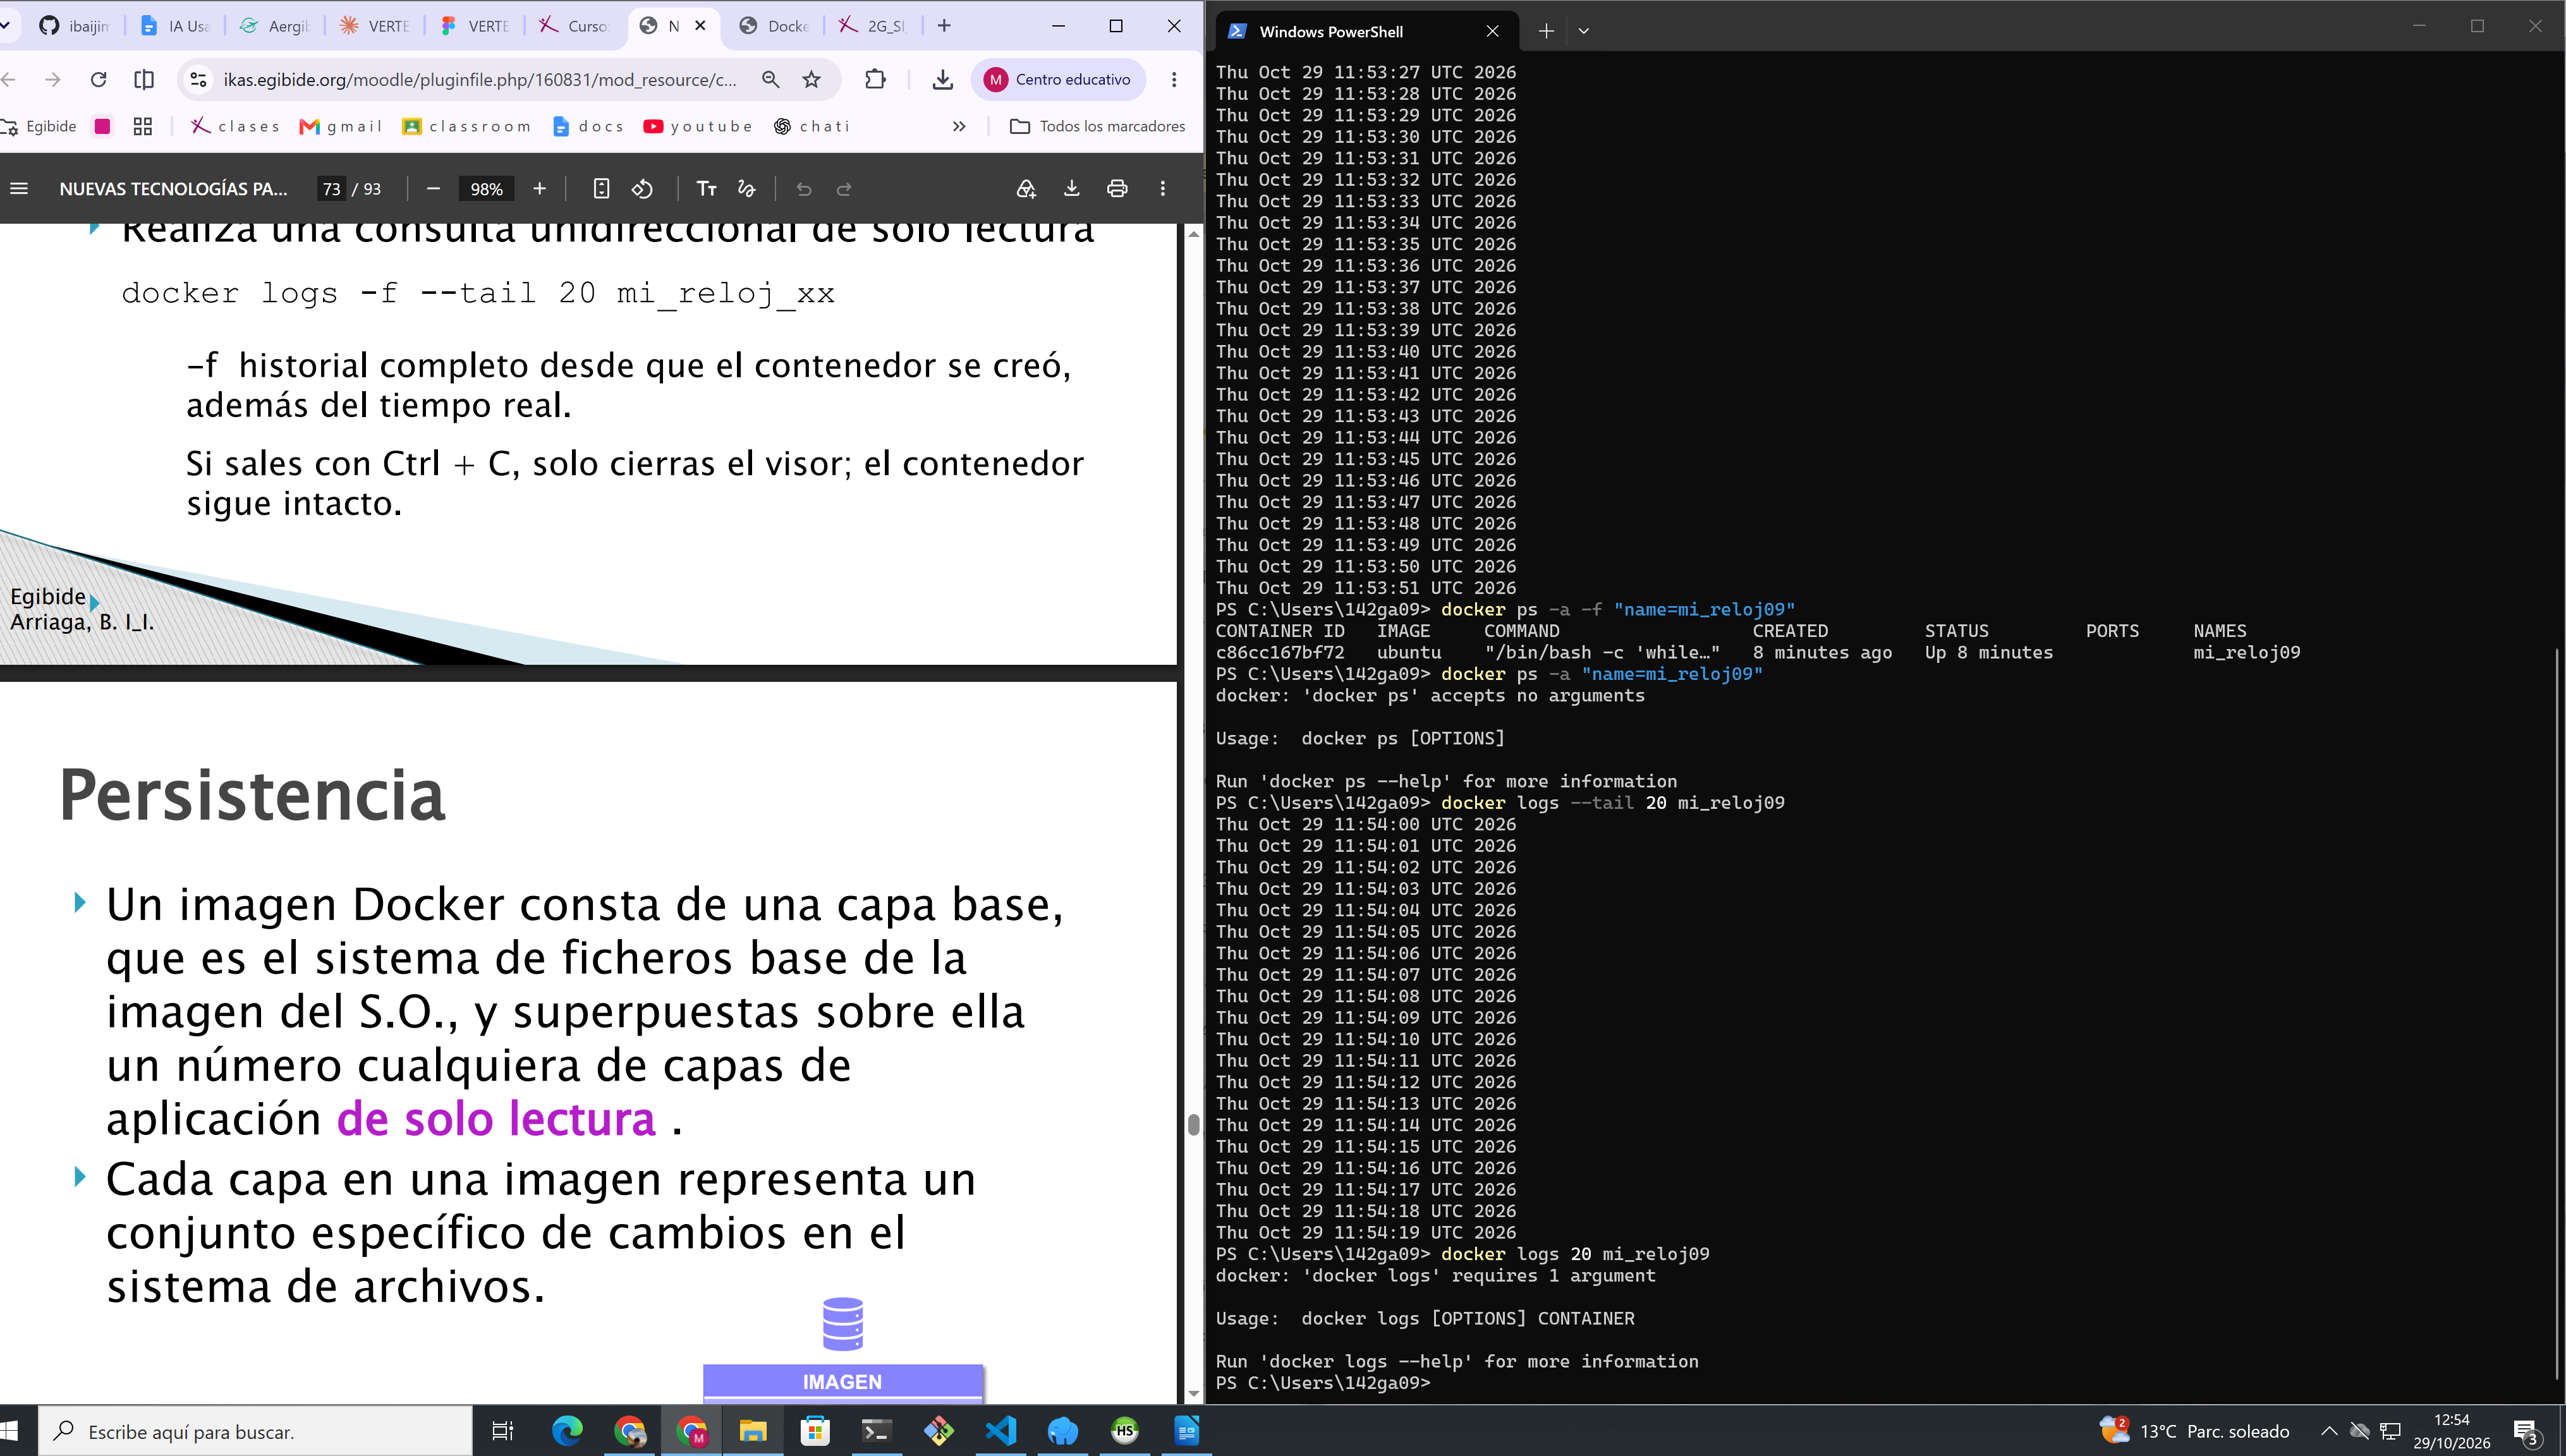 ibaijin
IA Usa
Aergib
VERTE
VERTE
Curso:
N
Docke
2G_SI
ikas.egibide.org/moodle/pluginfile.php/160831/mod_resource/c...
M
Centro educativo
Egibide
clases
gmail
classroom
docs
youtube
chati
»
Todos los marcadores
NUEVAS TECNOLOGÍAS PA...
73 / 93
98%
Realiza una consulta unidireccional de solo lectura
docker logs -f --tail 20 mi_reloj_xx
-f historial completo desde que el contenedor se creó,
además del tiempo real.
Si sales con Ctrl + C, solo cierras el visor; el contenedor
sigue intacto.
Egibide
Arriaga, B. I_I.
Persistencia
Un imagen Docker consta de una capa base,
que es el sistema de ficheros base de la
imagen del S.O., y superpuestas sobre ella
un número cualquiera de capas de
aplicación de solo lectura .
Cada capa en una imagen representa un
conjunto específico de cambios en el
sistema de archivos.
IMAGEN
Windows PowerShell
Thu Oct 29 11:53:27 UTC 2026
Thu Oct 29 11:53:28 UTC 2026
Thu Oct 29 11:53:29 UTC 2026
Thu Oct 29 11:53:30 UTC 2026
Thu Oct 29 11:53:31 UTC 2026
Thu Oct 29 11:53:32 UTC 2026
Thu Oct 29 11:53:33 UTC 2026
Thu Oct 29 11:53:34 UTC 2026
Thu Oct 29 11:53:35 UTC 2026
Thu Oct 29 11:53:36 UTC 2026
Thu Oct 29 11:53:37 UTC 2026
Thu Oct 29 11:53:38 UTC 2026
Thu Oct 29 11:53:39 UTC 2026
Thu Oct 29 11:53:40 UTC 2026
Thu Oct 29 11:53:41 UTC 2026
Thu Oct 29 11:53:42 UTC 2026
Thu Oct 29 11:53:43 UTC 2026
Thu Oct 29 11:53:44 UTC 2026
Thu Oct 29 11:53:45 UTC 2026
Thu Oct 29 11:53:46 UTC 2026
Thu Oct 29 11:53:47 UTC 2026
Thu Oct 29 11:53:48 UTC 2026
Thu Oct 29 11:53:49 UTC 2026
Thu Oct 29 11:53:50 UTC 2026
Thu Oct 29 11:53:51 UTC 2026
PS C:\Users\142ga09> docker ps -a -f "name=mi_reloj09"
CONTAINER ID IMAGE COMMAND CREATED STATUS PORTS NAMES
c86cc167bf72 ubuntu "/bin/bash -c 'while…" 8 minutes ago Up 8 minutes mi_reloj09
PS C:\Users\142ga09> docker ps -a "name=mi_reloj09"
docker: 'docker ps' accepts no arguments
Usage: docker ps [OPTIONS]
Run 'docker ps --help' for more information
PS C:\Users\142ga09> docker logs --tail 20 mi_reloj09
Thu Oct 29 11:54:00 UTC 2026
Thu Oct 29 11:54:01 UTC 2026
Thu Oct 29 11:54:02 UTC 2026
Thu Oct 29 11:54:03 UTC 2026
Thu Oct 29 11:54:04 UTC 2026
Thu Oct 29 11:54:05 UTC 2026
Thu Oct 29 11:54:06 UTC 2026
Thu Oct 29 11:54:07 UTC 2026
Thu Oct 29 11:54:08 UTC 2026
Thu Oct 29 11:54:09 UTC 2026
Thu Oct 29 11:54:10 UTC 2026
Thu Oct 29 11:54:11 UTC 2026
Thu Oct 29 11:54:12 UTC 2026
Thu Oct 29 11:54:13 UTC 2026
Thu Oct 29 11:54:14 UTC 2026
Thu Oct 29 11:54:15 UTC 2026
Thu Oct 29 11:54:16 UTC 2026
Thu Oct 29 11:54:17 UTC 2026
Thu Oct 29 11:54:18 UTC 2026
Thu Oct 29 11:54:19 UTC 2026
PS C:\Users\142ga09> docker logs 20 mi_reloj09
docker: 'docker logs' requires 1 argument
Usage: docker logs [OPTIONS] CONTAINER
Run 'docker logs --help' for more information
PS C:\Users\142ga09>
Escribe aquí para buscar.
M
HS
2
13°C Parc. soleado
12:54
29/10/2026
3